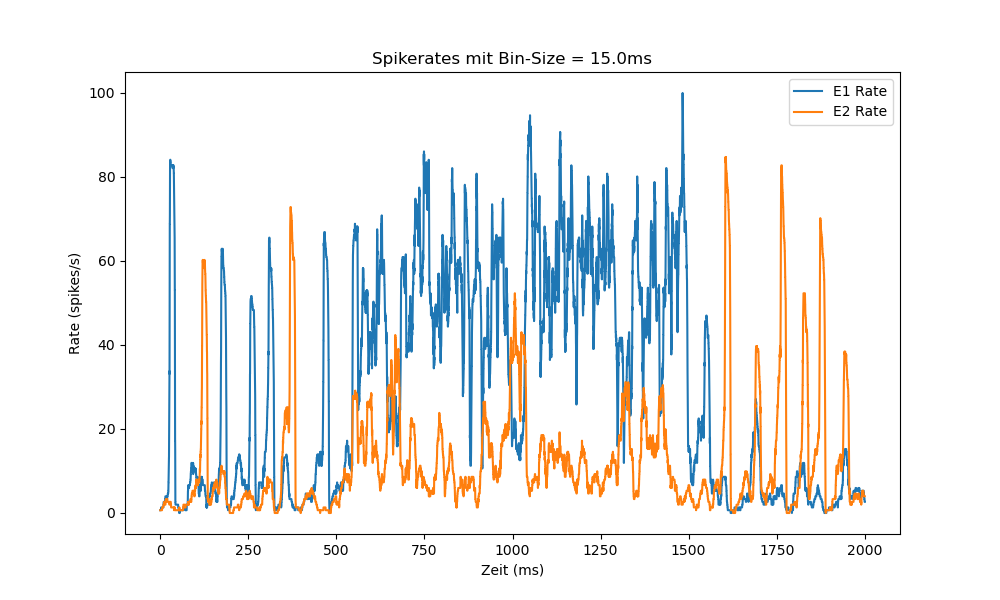 Spikerates mit Bin-Size = 15.0ms
E1 Rate
E2 Rate
100
80
60
40
20
0
Rate (spikes/s)
0 250 500 750 1000 1250 1500 1750 2000
Zeit (ms)